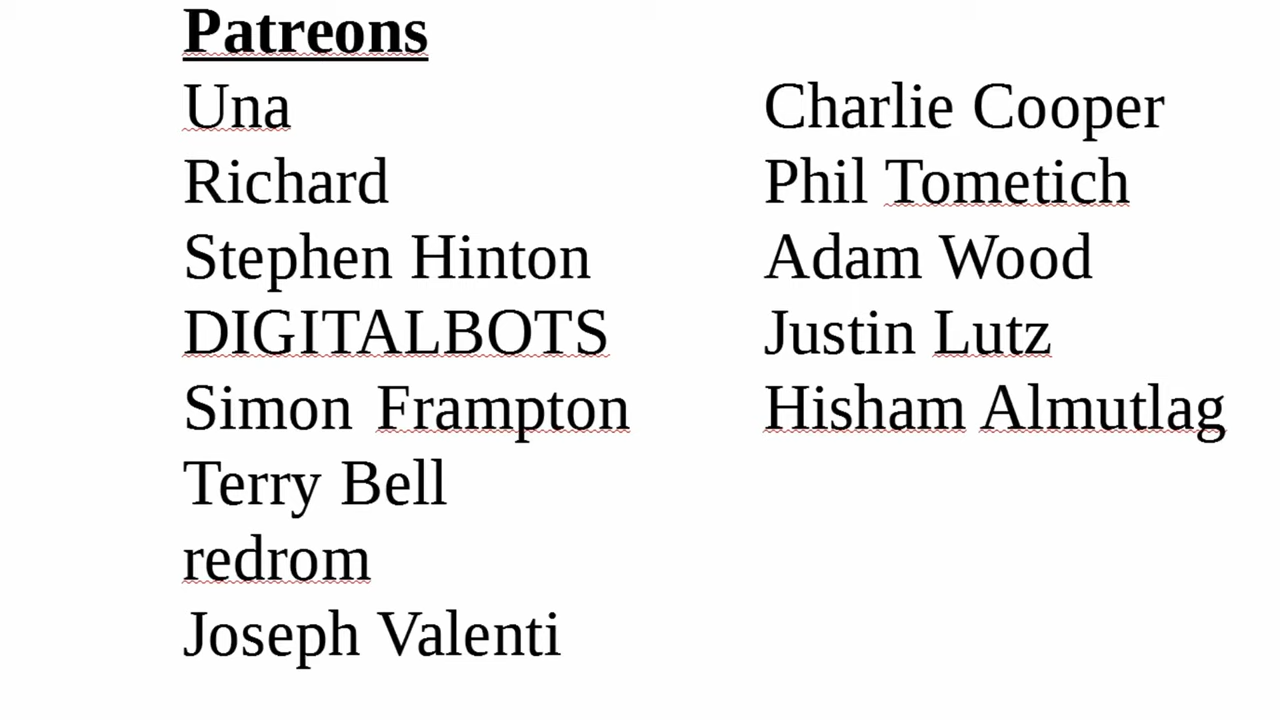 Patreons
Una
Richard
Stephen Hinton
DIGITALBOTS
Simon Frampton
Terry Bell
redrom
Joseph Valenti
Charlie Cooper
Phil Tometich
Adam Wood
Justin Lutz
Hisham Almutlag